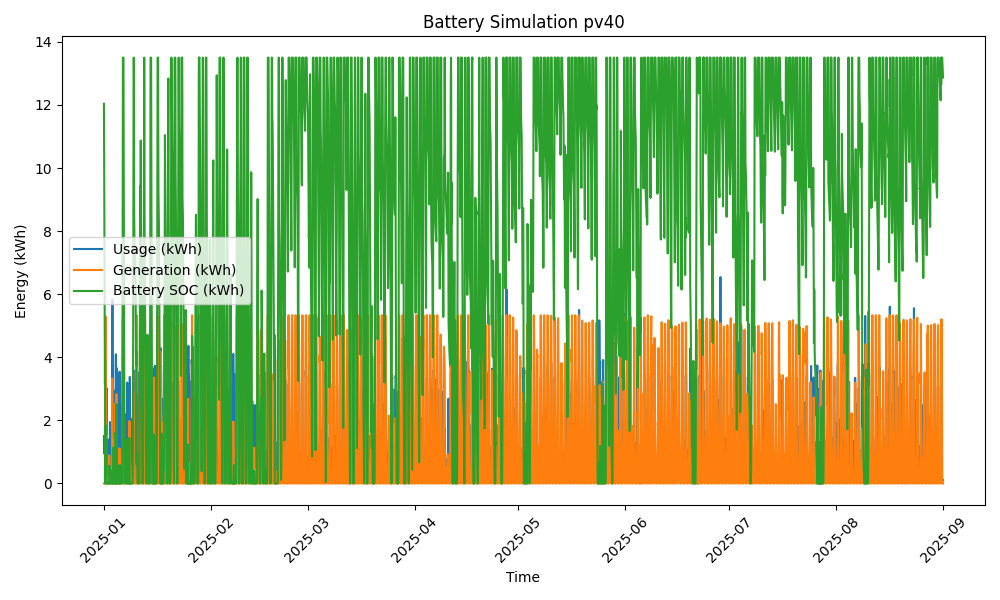 Battery Simulation pv40
Energy (kWh)
14
12
10
8
6
4
2
0
Usage (kWh)
Generation (kWh)
Battery SOC (kWh)
2025-01
2025-02
2025-03
2025-04
2025-05
2025-06
2025-07
2025-08
2025-09
Time